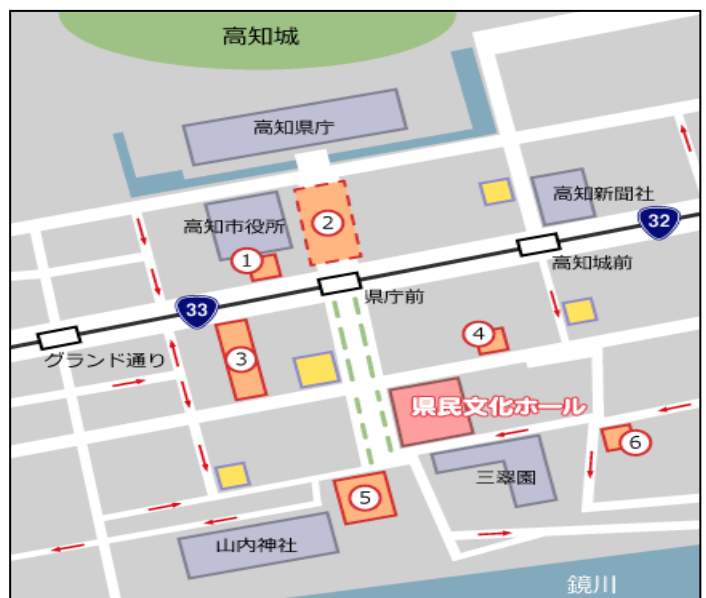 高知城
高知県庁
高知新聞社
高知市役所
②
32
①
高知城前
県庁前
33
④
グランド通り
③
県民文化ホール
⑥
三翠園
⑤
山内神社
鏡川